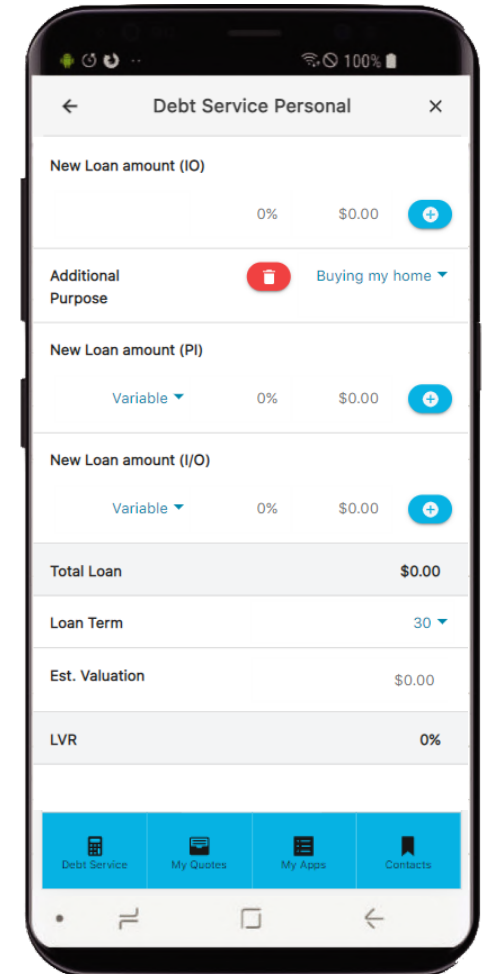 100%
Debt Service Personal
New Loan amount (IO)
0% $0.00
Additional
Purpose
Buying my home
New Loan amount (PI)
Variable 0% $0.00
New Loan amount (I/O)
Variable 0% $0.00
Total Loan $0.00
Loan Term 30
Est. Valuation $0.00
LVR 0%
Debt Service My Quotes My Apps Contacts